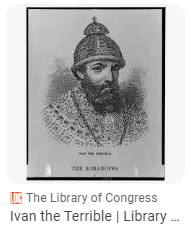 IVAN THE TERRIBLE.
THE ROMANOFFS.
The Library of Congress
Ivan the Terrible | Library ...